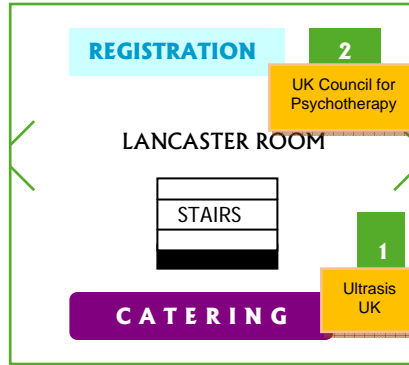 REGISTRATION
2
UK Council for
Psychotherapy
LANCASTER ROOM
STAIRS
1
Ultrasis
UK
CATERING